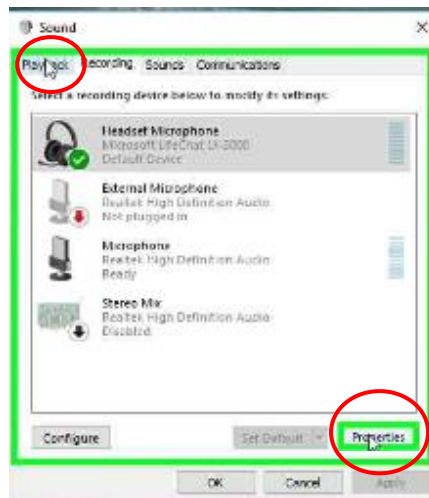 Sound
Playback Recording Sounds Communications
Select a recording device below to modify its settings:
Headset Microphone
Microsoft LifeChat LX-3000
Default Device
External Microphone
Realtek High Definition Audio
Not plugged in
Microphone
Realtek High Definition Audio
Ready
Stereo Mix
Realtek High Definition Audio
Disabled
Configure Set Default Properties
OK Cancel Apply